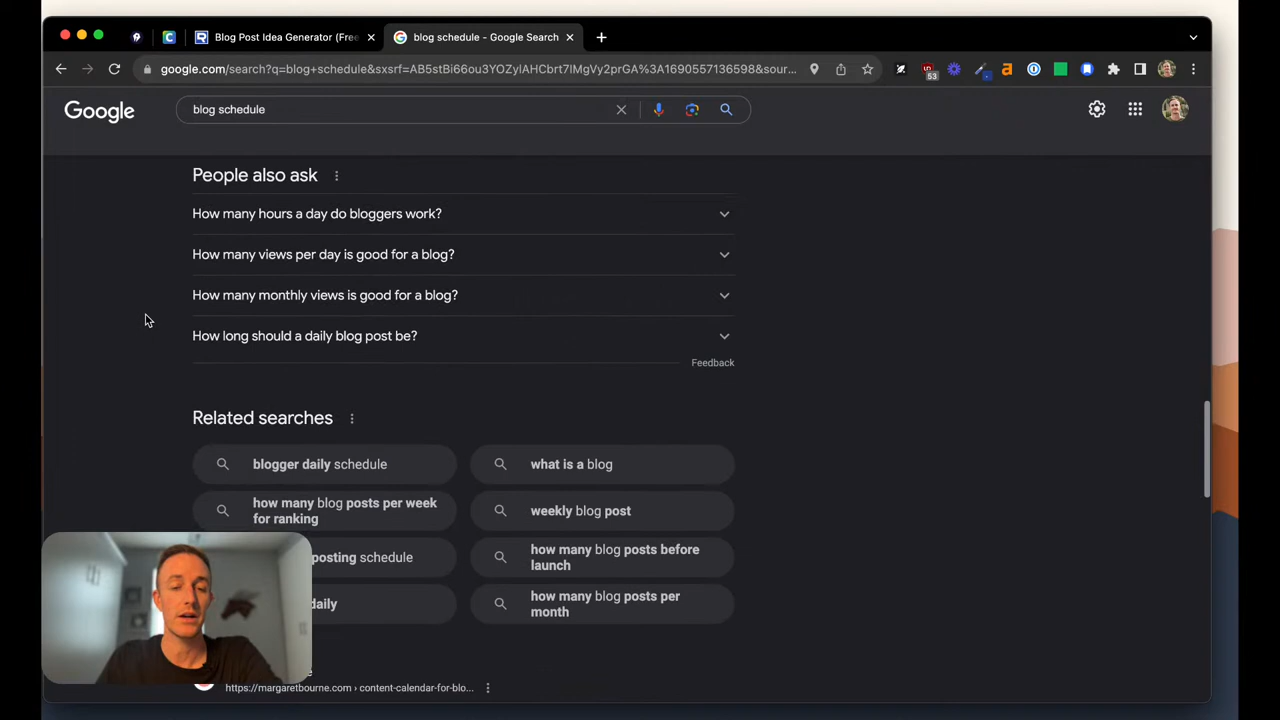 Blog Post Idea Generator (Free
blog schedule - Google Search
google.com/search?q=blog+schedule&sxsrf=AB5stBi66ou3YOZylAHCbrt7lMgVy2prGA%3A1690557136598&sour...
53
Google
blog schedule
People also ask
How many hours a day do bloggers work?
How many views per day is good for a blog?
How many monthly views is good for a blog?
How long should a daily blog post be?
Feedback
Related searches
blogger daily schedule
what is a blog
how many blog posts per week
for ranking
weekly blog post
posting schedule
how many blog posts before
launch
daily
how many blog posts per
month
https://margaretbourne.com › content-calendar-for-blo...